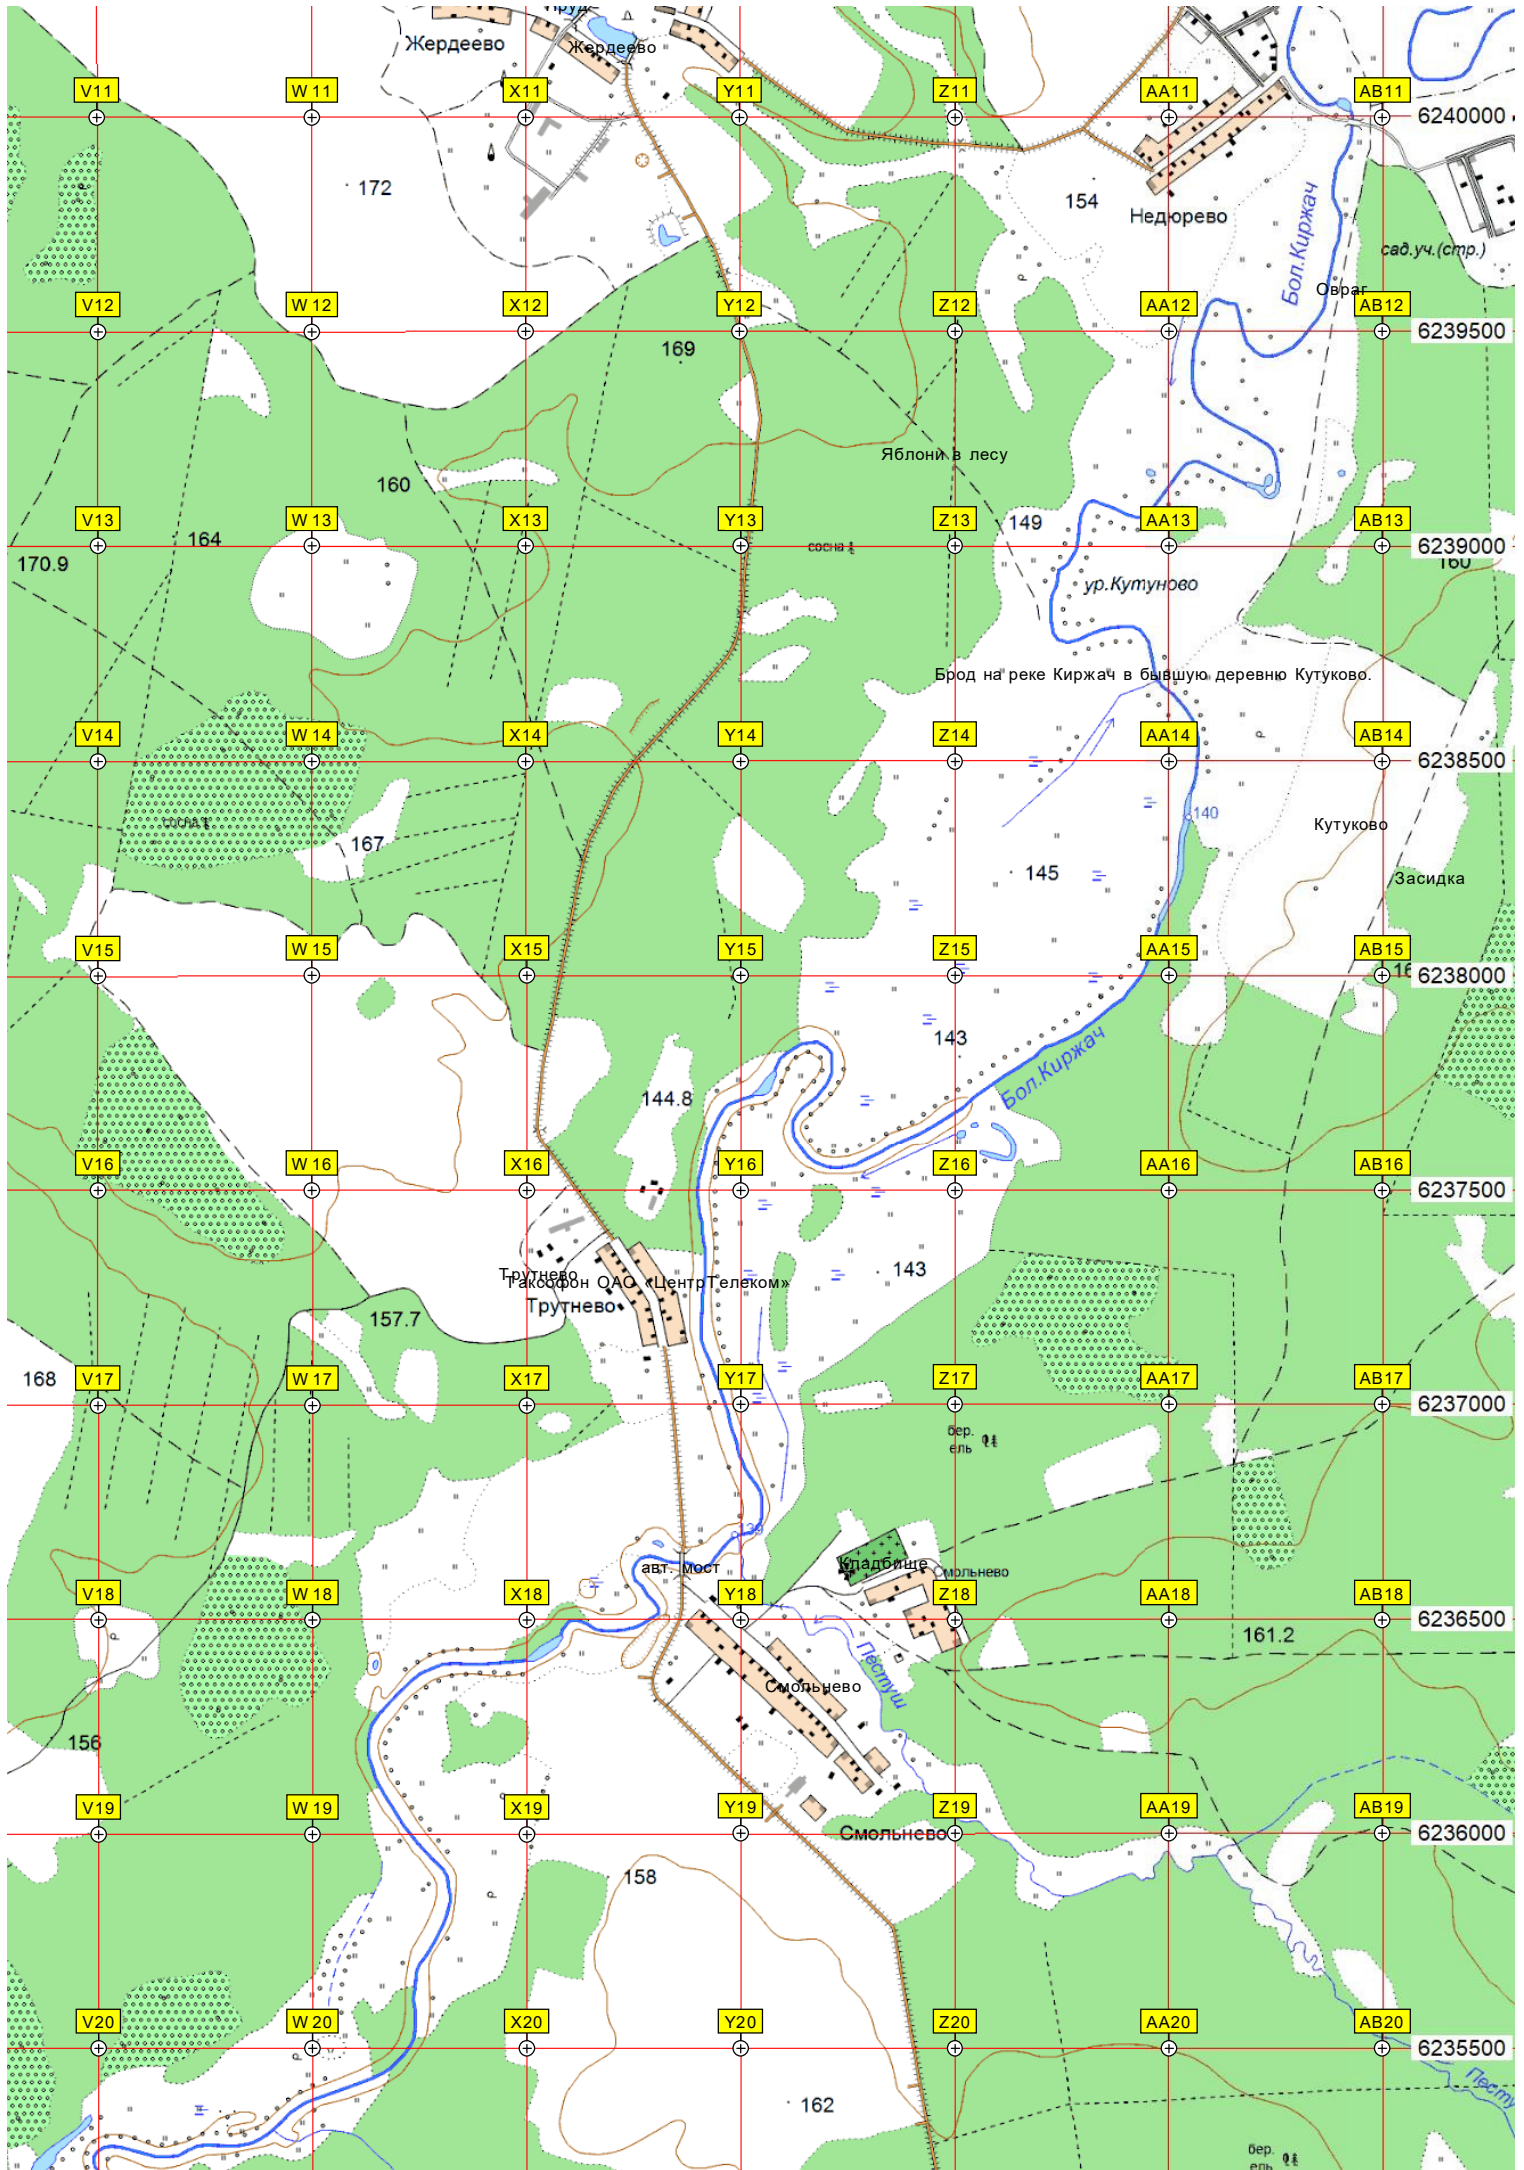 Пруд
Жердеево
Жердеево
V11
W11
X11
Y11
Z11
AA11
AB11
6240000
172
154
Недюрево
Бол.Киржач
сад.уч.(стр.)
Овраг
V12
W12
X12
Y12
Z12
AA12
AB12
6239500
169
Яблони в лесу
160
V13
W13
X13
Y13
Z13
AA13
AB13
149
164
сосна
6239000
170.9
160
ур.Кутуново
Брод на реке Киржач в бывшую деревню Кутуково.
V14
W14
X14
Y14
Z14
AA14
AB14
6238500
140
сосна
Кутуково
167
145
Засидка
V15
W15
X15
Y15
Z15
AA15
AB15
6238000
143
Бол.Киржач
144.8
V16
W16
X16
Y16
Z16
AA16
AB16
6237500
143
Трутнево
Таксофон ОАО «ЦентрТелеком»
Трутнево
157.7
168
V17
W17
X17
Y17
Z17
AA17
AB17
6237000
бер.
ель
139
авт. мост
Кладбище
Смольнево
V18
W18
X18
Y18
Z18
AA18
AB18
6236500
161.2
Пестуш
Смольнево
156
V19
W19
X19
Y19
Z19
AA19
AB19
6236000
Смольнево
158
V20
W20
X20
Y20
Z20
AA20
AB20
6235500
Песту
162
бер.
ель